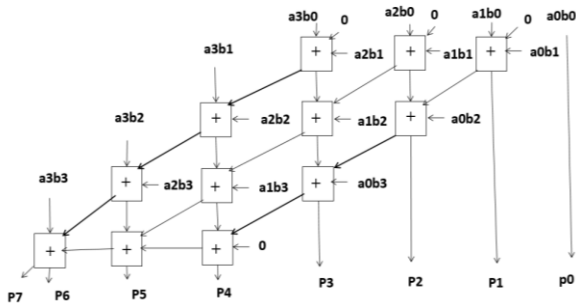 a3b0 0 a2b0 0 a1b0 0 a0b0
a3b1 + a2b1 + a1b1 + a0b1
a3b2 + a2b2 + a1b2 + a0b2
a3b3 + a2b3 + a1b3 + a0b3
+ + + 0
P7 P6 P5 P4 P3 P2 P1 p0